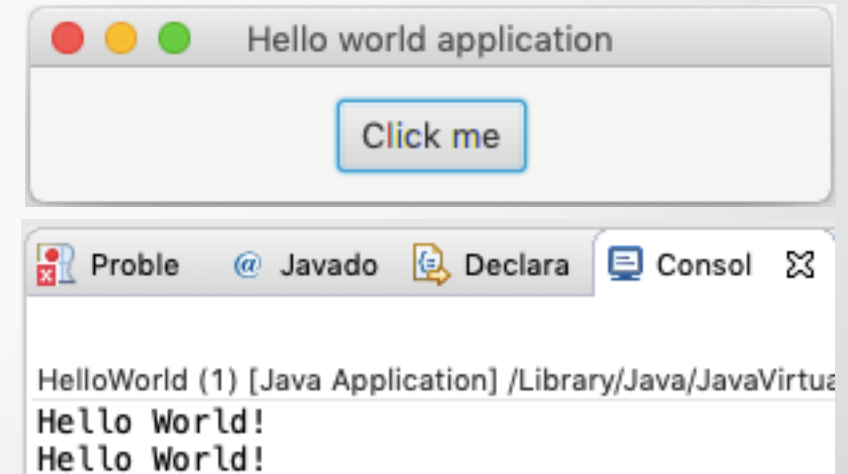 Hello world application
Click me
Proble @ Javado Declara Consol
HelloWorld (1) [Java Application] /Library/Java/JavaVirtua
Hello World!
Hello World!